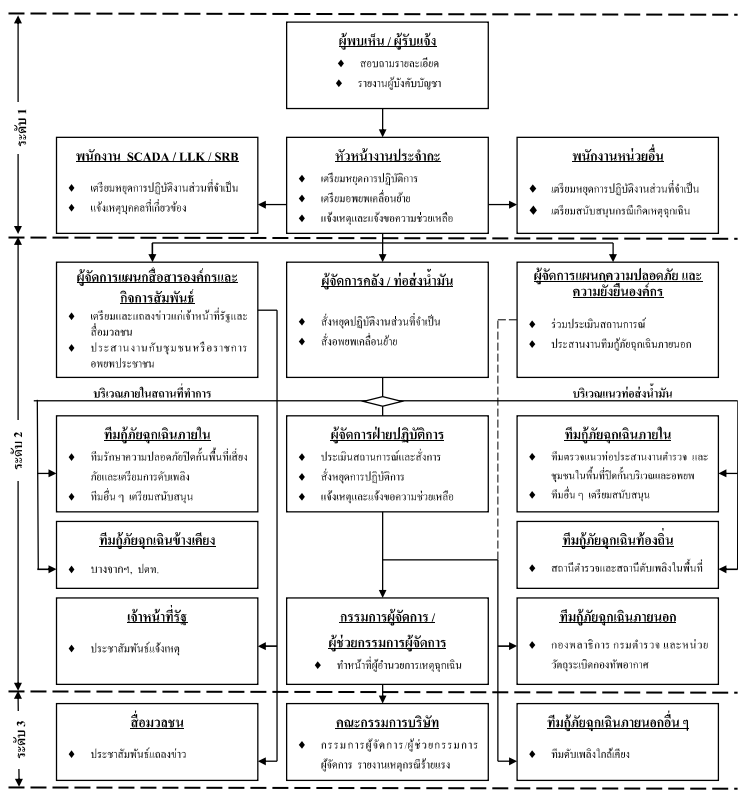 ผู้พบเห็น / ผู้รับแจ้ง
♦ สอบถามรายละเอียด
♦ รายงานผู้บังคับบัญชา
ระดับ 1
พนักงาน SCADA / LLK / SRB
♦ เตรียมหยุดการปฏิบัติงานส่วนที่จำเป็น
♦ แจ้งเหตุบุคคลที่เกี่ยวข้อง
หัวหน้างานประจำกะ
♦ เตรียมหยุดการปฏิบัติการ
♦ เตรียมอพยพเคลื่อนย้าย
♦ แจ้งเหตุและแจ้งขอความช่วยเหลือ
พนักงานหน่วยอื่น
♦ เตรียมหยุดการปฏิบัติงานส่วนที่จำเป็น
♦ เตรียมสนับสนุนกรณีเกิดเหตุฉุกเฉิน
ระดับ 2
ผู้จัดการแผนกสื่อสารองค์กรและ
กิจการสัมพันธ์
♦ เตรียมและแถลงข่าวแก่เจ้าหน้าที่รัฐและ
สื่อมวลชน
♦ ประสานงานกับชุมชนหรือราชการ
อพยพประชาชน
ผู้จัดการคลัง / ท่อส่งน้ำมัน
♦ สั่งหยุดปฏิบัติงานส่วนที่จำเป็น
♦ สั่งอพยพเคลื่อนย้าย
ผู้จัดการแผนกความปลอดภัย และ
ความยั่งยืนองค์กร
♦ ร่วมประเมินสถานการณ์
♦ ประสานงานทีมกู้ภัยฉุกเฉินภายนอก
บริเวณภายในสถานที่ทำการ
บริเวณแนวท่อส่งน้ำมัน
ทีมกู้ภัยฉุกเฉินภายใน
♦ ทีมรักษาความปลอดภัยปิดกั้นพื้นที่เสี่ยง
ภัยและเตรียมการดับเพลิง
♦ ทีมอื่น ๆ เตรียมสนับสนุน
ผู้จัดการฝ่ายปฏิบัติการ
♦ ประเมินสถานการณ์และสั่งการ
♦ สั่งหยุดการปฏิบัติการ
♦ แจ้งเหตุและแจ้งขอความช่วยเหลือ
ทีมกู้ภัยฉุกเฉินภายใน
♦ ทีมตรวจแนวท่อประสานงานตำรวจ และ
ชุมชนในพื้นที่ปิดกั้นบริเวณและอพยพ
♦ ทีมอื่น ๆ เตรียมสนับสนุน
ทีมกู้ภัยฉุกเฉินข้างเคียง
♦ บางจากฯ, ปตท.
ทีมกู้ภัยฉุกเฉินท้องถิ่น
♦ สถานีตำรวจและสถานีดับเพลิงในพื้นที่
เจ้าหน้าที่รัฐ
♦ ประชาสัมพันธ์แจ้งเหตุ
กรรมการผู้จัดการ /
ผู้ช่วยกรรมการผู้จัดการ
♦ ทำหน้าที่ผู้อำนวยการเหตุฉุกเฉิน
ทีมกู้ภัยฉุกเฉินภายนอก
♦ กองพลาธิการ กรมตำรวจ และหน่วย
วัตถุระเบิดกองทัพอากาศ
ระดับ 3
สื่อมวลชน
♦ ประชาสัมพันธ์แถลงข่าว
คณะกรรมการบริษัท
♦ กรรมการผู้จัดการ/ผู้ช่วยกรรมการ
ผู้จัดการ รายงานเหตุกรณีร้ายแรง
ทีมกู้ภัยฉุกเฉินภายนอกอื่น ๆ
♦ ทีมดับเพลิงใกล้เคียง